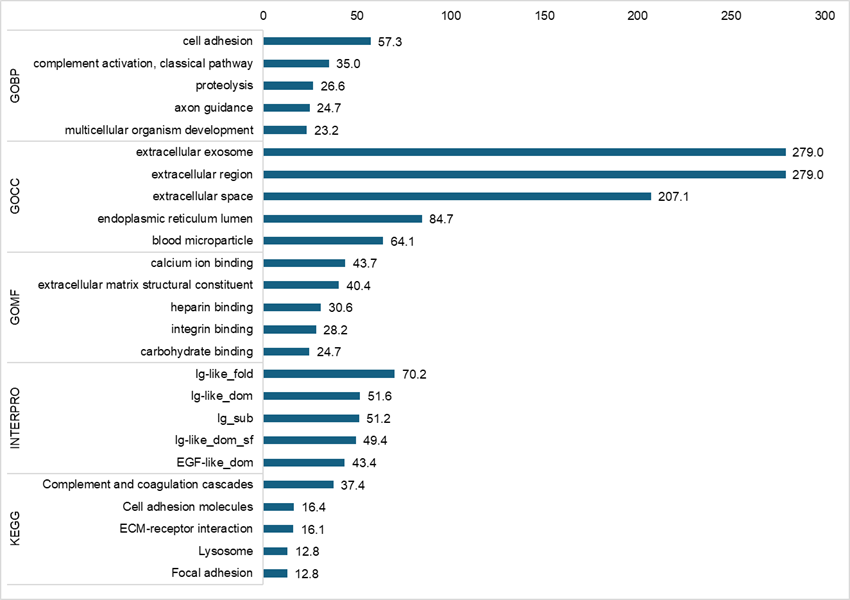 0 50 100 150 200 250 300
GOBP
cell adhesion 57.3
complement activation, classical pathway 35.0
proteolysis 26.6
axon guidance 24.7
multicellular organism development 23.2
GOCC
extracellular exosome 279.0
extracellular region 279.0
extracellular space 207.1
endoplasmic reticulum lumen 84.7
blood microparticle 64.1
GOMF
calcium ion binding 43.7
extracellular matrix structural constituent 40.4
heparin binding 30.6
integrin binding 28.2
carbohydrate binding 24.7
INTERPRO
Ig-like_fold 70.2
Ig-like_dom 51.6
Ig_sub 51.2
Ig-like_dom_sf 49.4
EGF-like_dom 43.4
KEGG
Complement and coagulation cascades 37.4
Cell adhesion molecules 16.4
ECM-receptor interaction 16.1
Lysosome 12.8
Focal adhesion 12.8